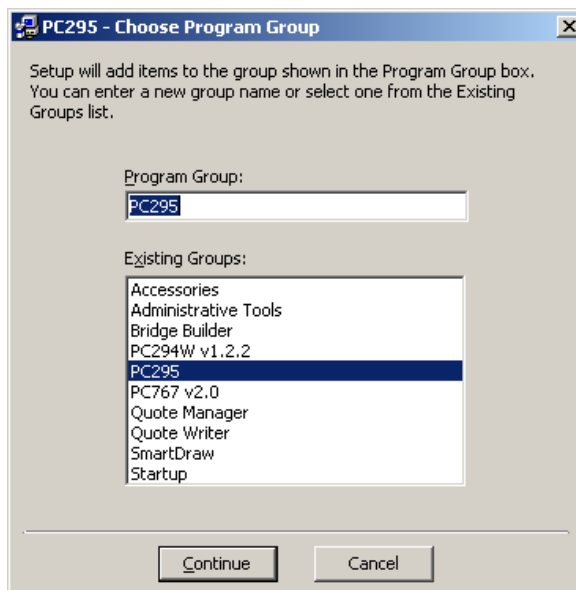 PC295 - Choose Program Group
Setup will add items to the group shown in the Program Group box.
You can enter a new group name or select one from the Existing
Groups list.
Program Group:
PC295
Existing Groups:
Accessories
Administrative Tools
Bridge Builder
PC294W v1.2.2
PC295
PC767 v2.0
Quote Manager
Quote Writer
SmartDraw
Startup
Continue
Cancel